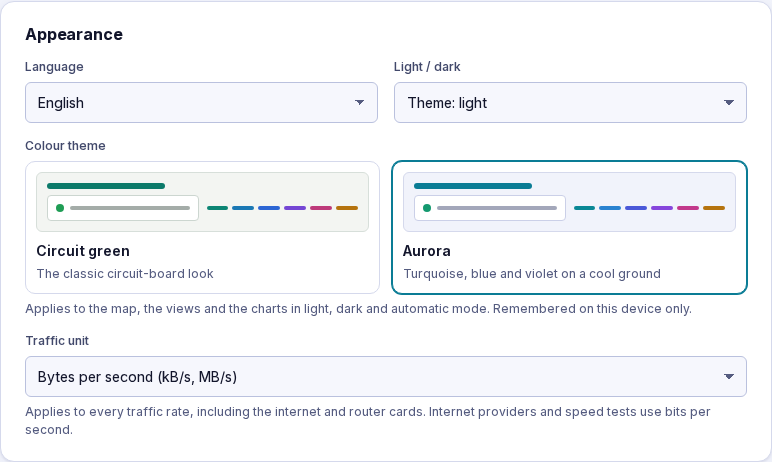 Appearance
Language
Light / dark
English
Theme: light
Colour theme
Circuit green
The classic circuit-board look
Aurora
Turquoise, blue and violet on a cool ground
Applies to the map, the views and the charts in light, dark and automatic mode. Remembered on this device only.
Traffic unit
Bytes per second (kB/s, MB/s)
Applies to every traffic rate, including the internet and router cards. Internet providers and speed tests use bits per
second.